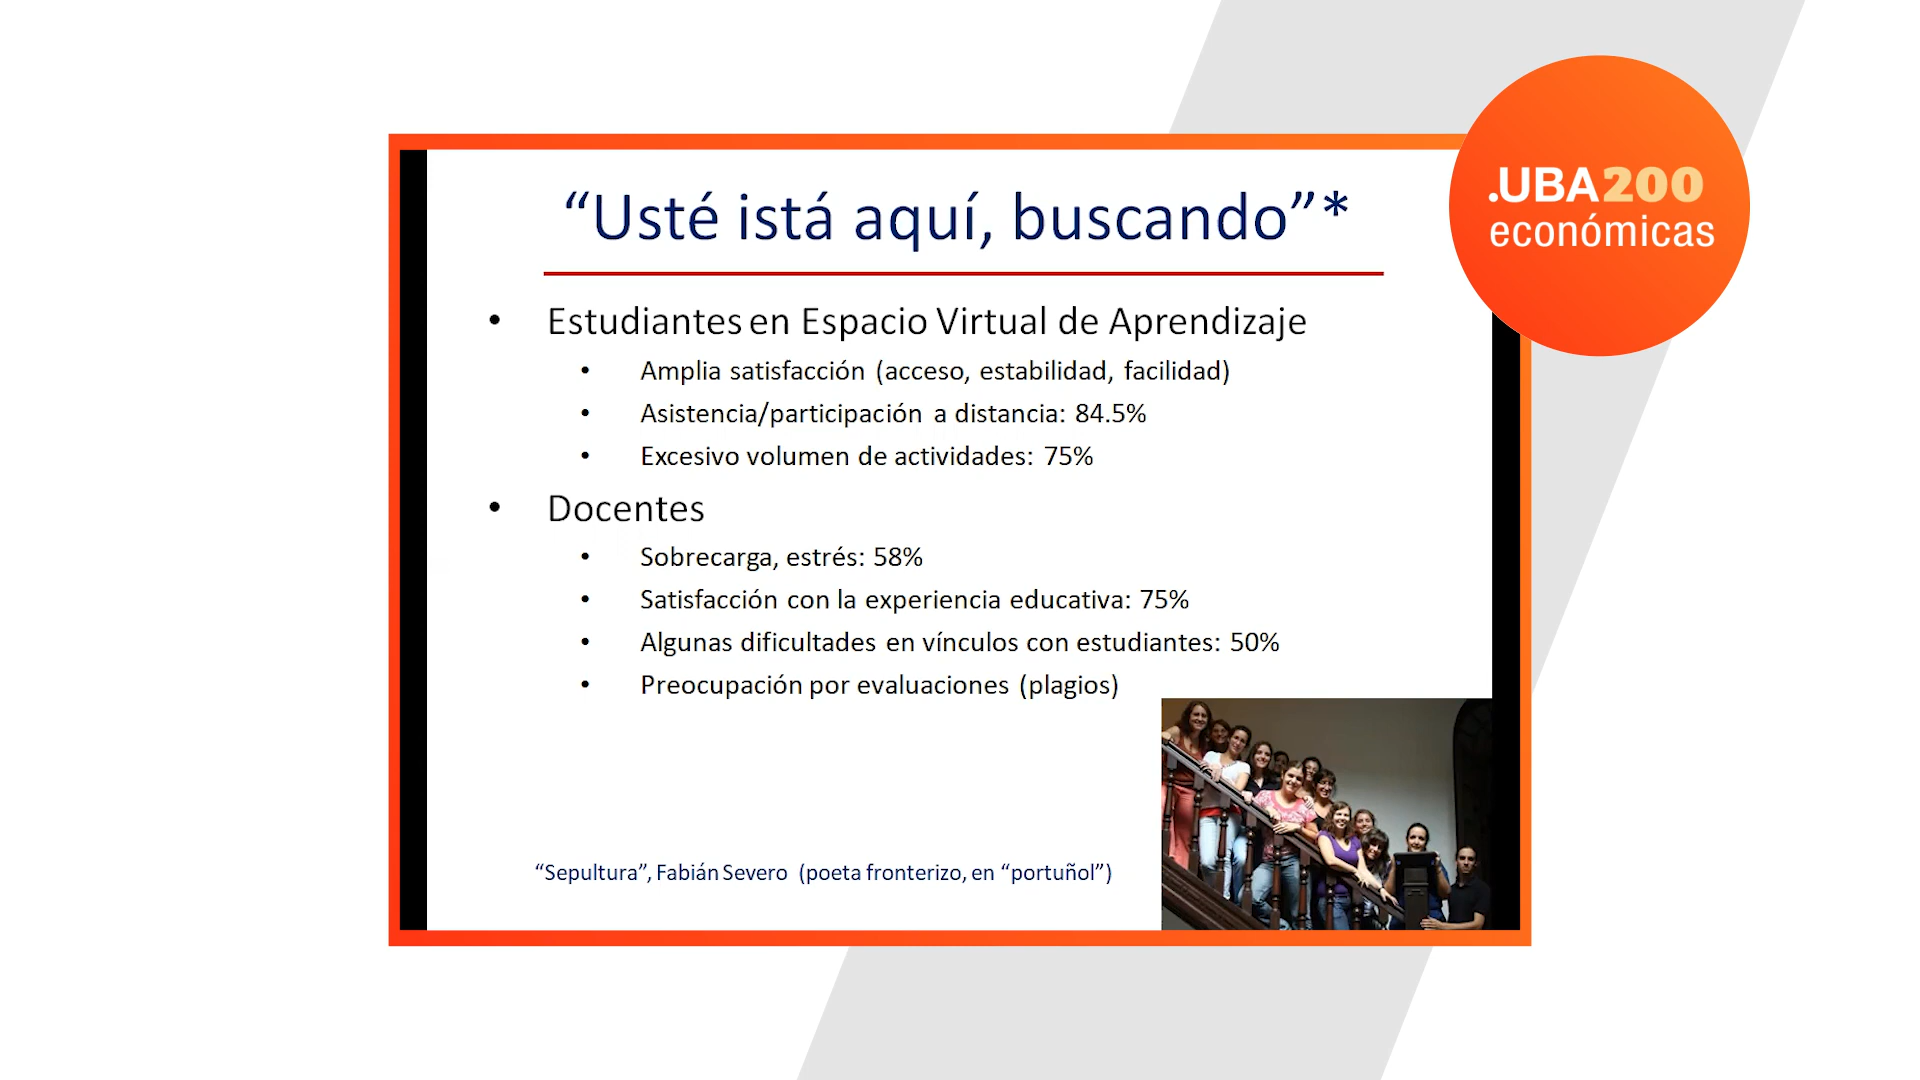 “Usté istá aquí, buscando”*
.UBA200
económicas
• Estudiantes en Espacio Virtual de Aprendizaje
• Amplia satisfacción (acceso, estabilidad, facilidad)
• Asistencia/participación a distancia: 84.5%
• Excesivo volumen de actividades: 75%
• Docentes
• Sobrecarga, estrés: 58%
• Satisfacción con la experiencia educativa: 75%
• Algunas dificultades en vínculos con estudiantes: 50%
• Preocupación por evaluaciones (plagios)
“Sepultura”, Fabián Severo (poeta fronterizo, en “portuñol”)